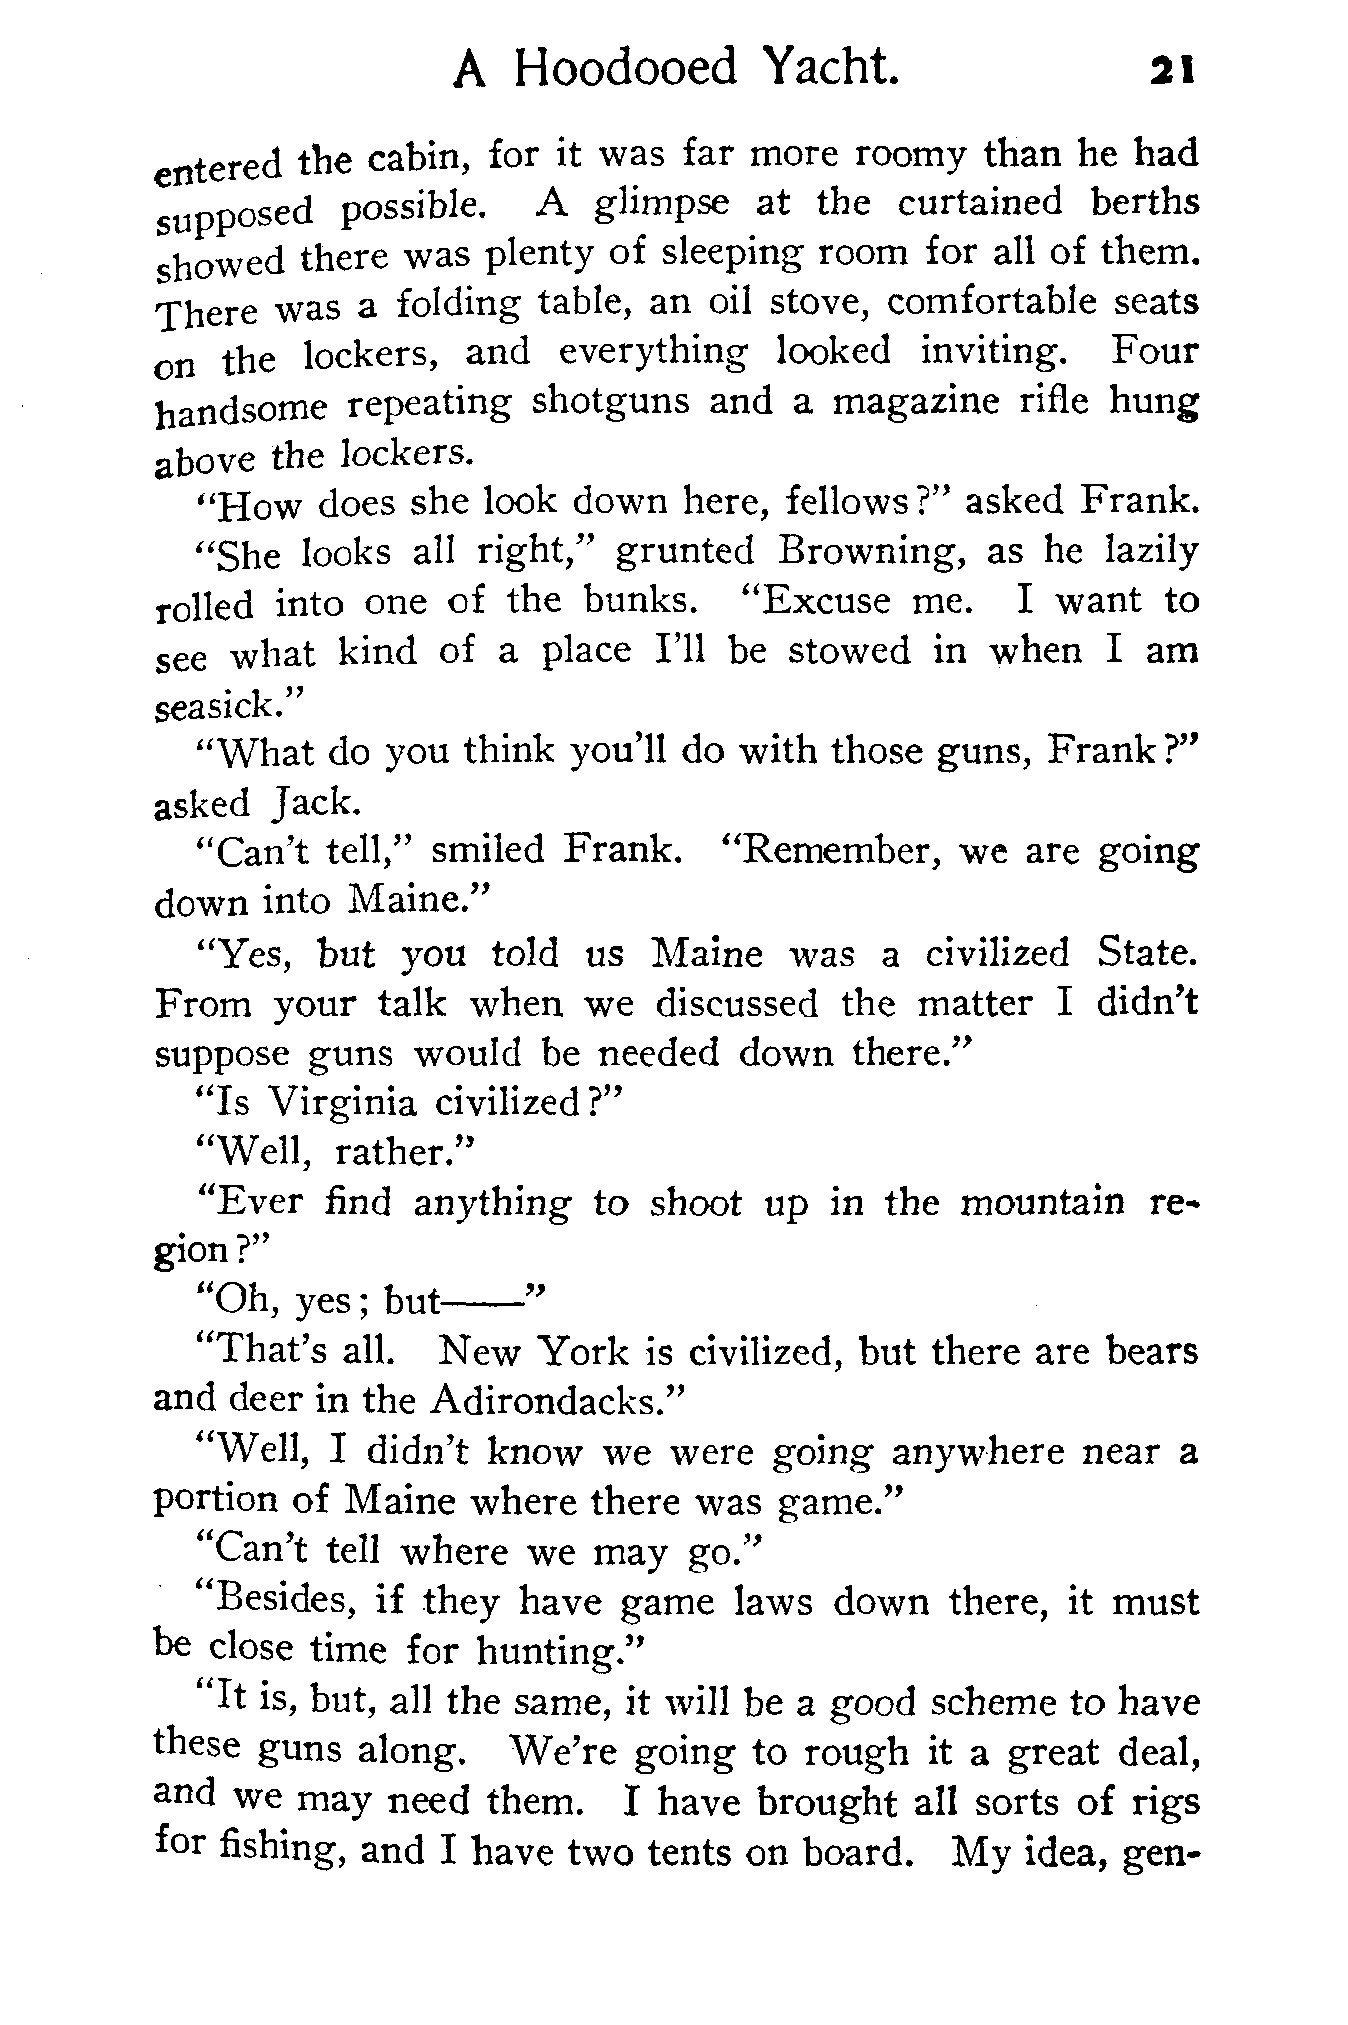 A Hoodooed Yacht. 21
entered the cabin, for it was far more roomy than he had
supposed possible. A glimpse at the curtained berths
showed there was plenty of sleeping room for all of them.
There was a folding table, an oil stove, comfortable seats
on the lockers, and everything looked inviting. Four
handsome repeating shotguns and a magazine rifle hung
above the lockers.
"How does she look down here, fellows?" asked Frank.
"She looks all right," grunted Browning, as he lazily
rolled into one of the bunks. "Excuse me. I want to
see what kind of a place I'll be stowed in when I am
seasick."
"What do you think you'll do with those guns, Frank?"
asked Jack.
"Can't tell," smiled Frank. "Remember, we are going
down into Maine."
"Yes, but you told us Maine was a civilized State.
From your talk when we discussed the matter I didn't
suppose guns would be needed down there."
"Is Virginia civilized?"
"Well, rather."
"Ever find anything to shoot up in the mountain re-
gion?"
"Oh, yes; but——"
"That's all. New York is civilized, but there are bears
and deer in the Adirondacks."
"Well, I didn't know we were going anywhere near a
portion of Maine where there was game."
"Can't tell where we may go."
"Besides, if they have game laws down there, it must
be close time for hunting."
"It is, but, all the same, it will be a good scheme to have
these guns along. We're going to rough it a great deal,
and we may need them. I have brought all sorts of rigs
for fishing, and I have two tents on board. My idea, gen-